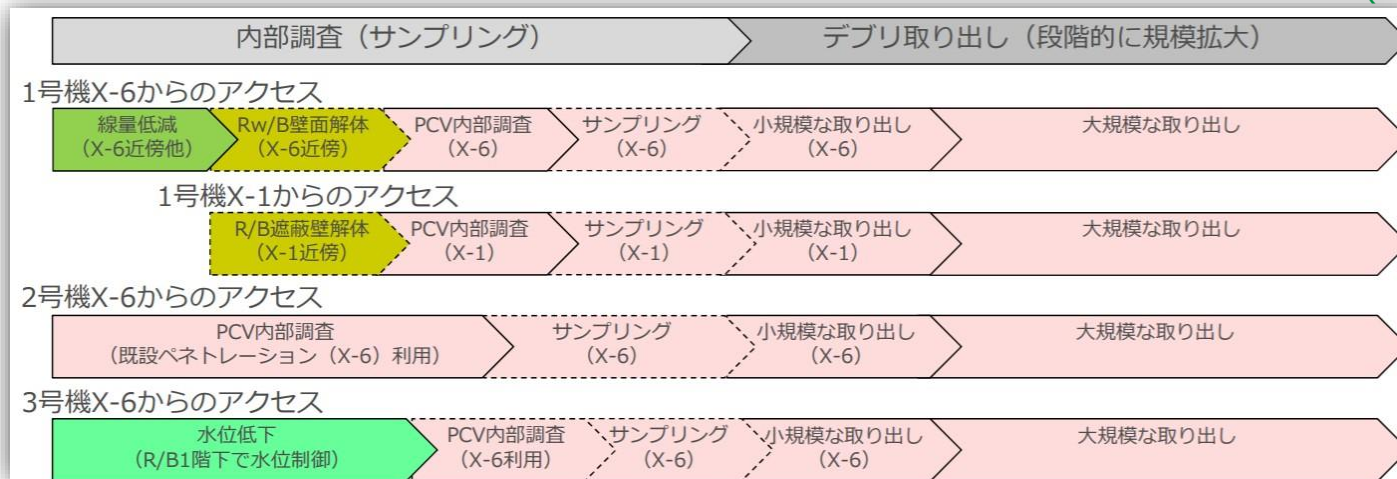 内部調査（サンプリング） デブリ取り出し（段階的に規模拡大）
1号機X-6からのアクセス
線量低減 Rw/B壁面解体 PCV内部調査 サンプリング 小規模な取り出し 大規模な取り出し
（X-6近傍他） （X-6近傍） （X-6） （X-6） （X-6）
1号機X-1からのアクセス
R/B遮蔽壁解体 PCV内部調査 サンプリング 小規模な取り出し 大規模な取り出し
（X-1近傍） （X-1） （X-1） （X-1）
2号機X-6からのアクセス
PCV内部調査 サンプリング 小規模な取り出し 大規模な取り出し
（既設ペネトレーション（X-6）利用） （X-6） （X-6）
3号機X-6からのアクセス
水位低下 PCV内部調査 サンプリング 小規模な取り出し 大規模な取り出し
（R/B1階下で水位制御） （X-6利用） （X-6） （X-6）